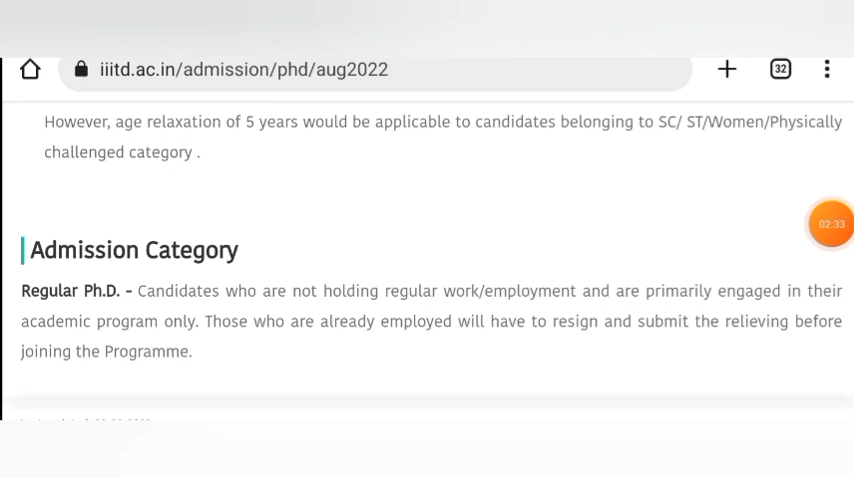 iiitd.ac.in/admission/phd/aug2022
32
However, age relaxation of 5 years would be applicable to candidates belonging to SC/ ST/Women/Physically
challenged category .
02:33
Admission Category
Regular Ph.D. - Candidates who are not holding regular work/employment and are primarily engaged in their
academic program only. Those who are already employed will have to resign and submit the relieving before
joining the Programme.